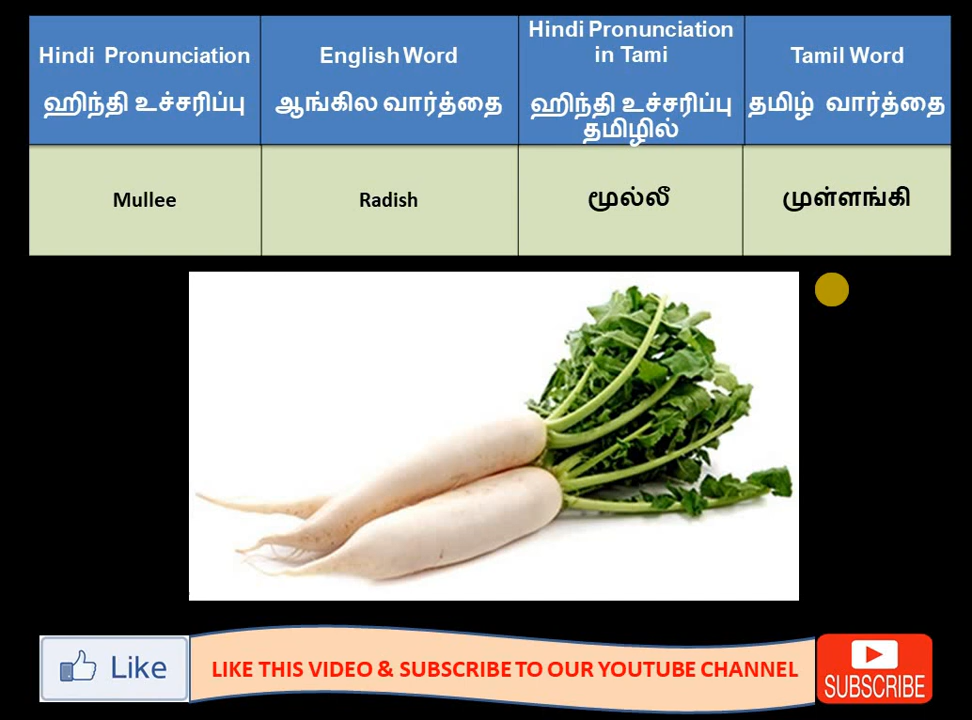 Hindi Pronunciation
ஹிந்தி உச்சரிப்பு
English Word
ஆங்கில வார்த்தை
Hindi Pronunciation
in Tami
ஹிந்தி உச்சரிப்பு
தமிழில்
Tamil Word
தமிழ் வார்த்தை
Mullee
Radish
மூல்லீ
முள்ளங்கி
Like
LIKE THIS VIDEO & SUBSCRIBE TO OUR YOUTUBE CHANNEL
SUBSCRIBE